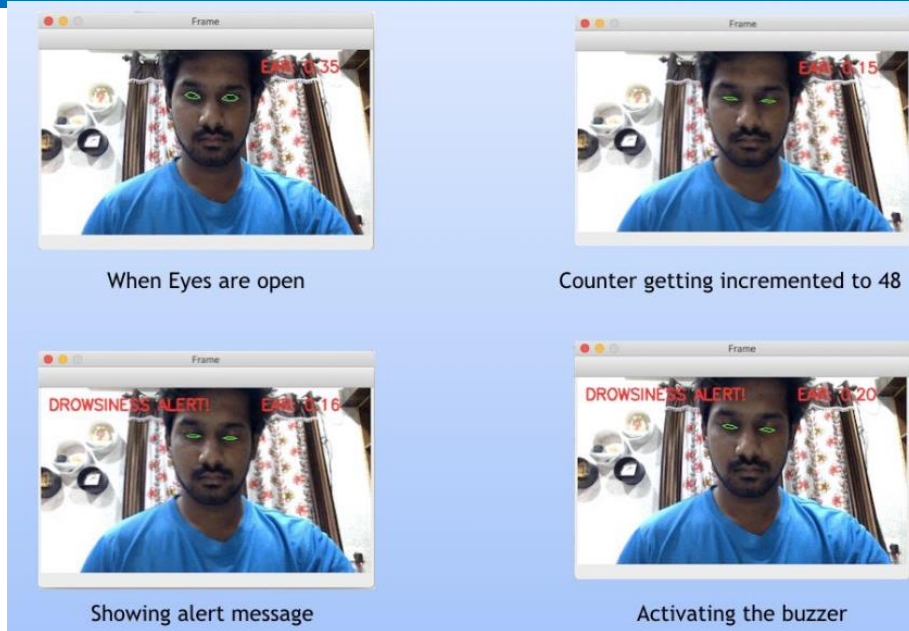 Frame
EAR: 0.35
When Eyes are open
Frame
EAR: 0.15
Counter getting incremented to 48
Frame
DROWSINESS ALERT!
EAR: 0.16
Showing alert message
Frame
DROWSINESS ALERT!
EAR: 0.20
Activating the buzzer